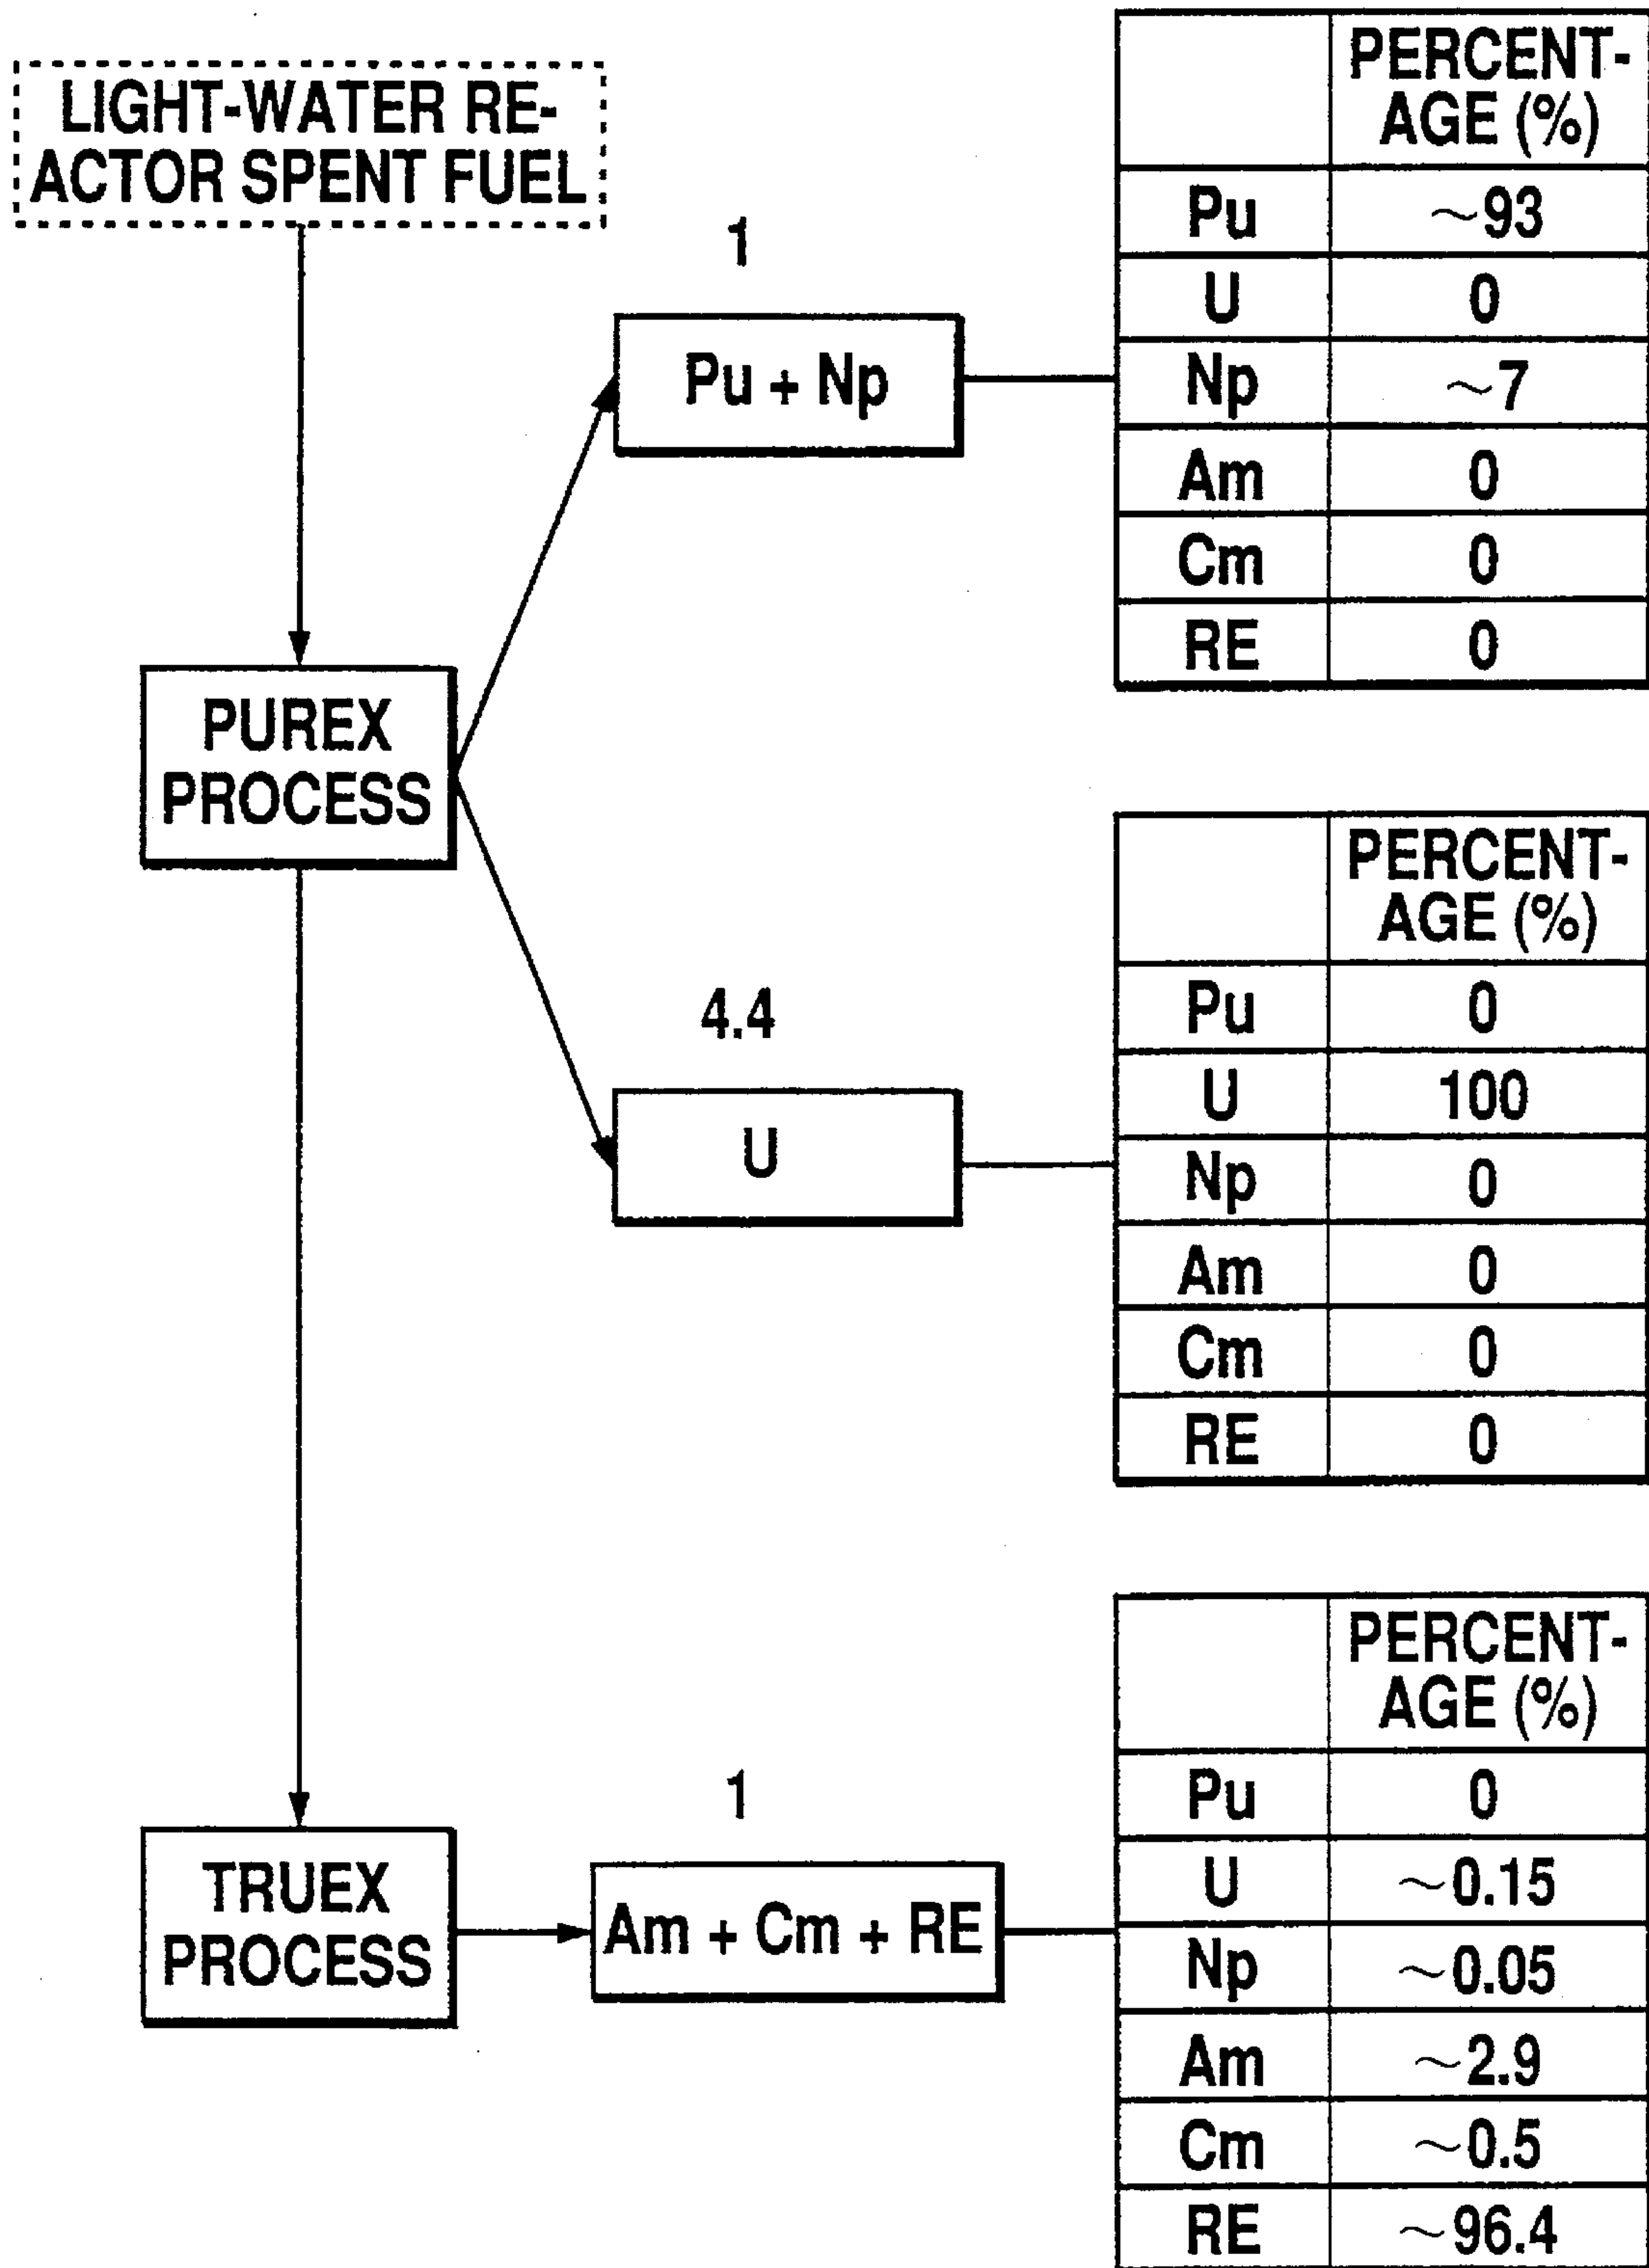 LIGHT-WATER RE-
ACTOR SPENT FUEL
1
Pu + Np
PERCENT-
AGE (%)
Pu ~93
U 0
Np ~7
Am 0
Cm 0
RE 0
PUREX
PROCESS
4.4
U
PERCENT-
AGE (%)
Pu 0
U 100
Np 0
Am 0
Cm 0
RE 0
TRUEX
PROCESS
1
Am + Cm + RE
PERCENT-
AGE (%)
Pu 0
U ~0.15
Np ~0.05
Am ~2.9
Cm ~0.5
RE ~96.4